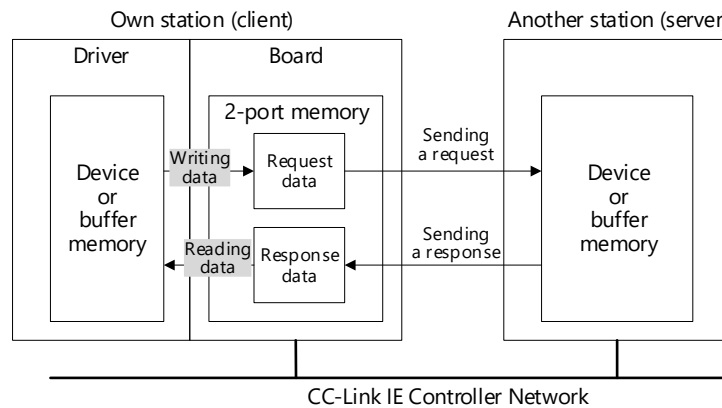 Own station (client)
Another station (server
Driver
Board
2-port memory
Device
or
buffer
memory
Writing
data
Request
data
Sending
a request
Device
or
buffer
memory
Reading
data
Response
data
Sending
a response
CC-Link IE Controller Network